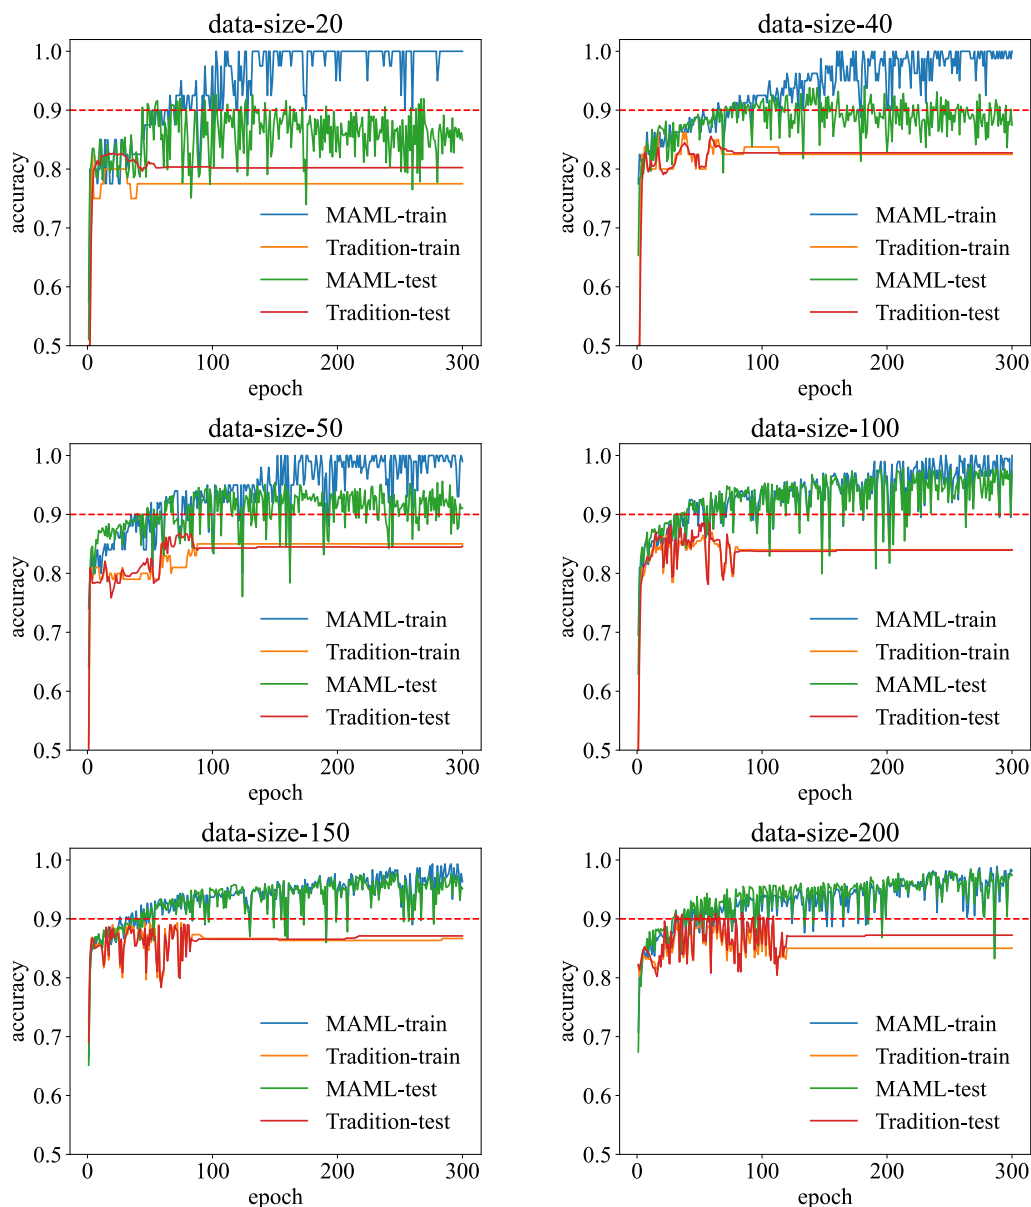 data-size-20
1.0
0.9
0.8
0.7
0.6
0.5
accuracy
MAML-train
Tradition-train
MAML-test
Tradition-test
0 100 200 300
epoch
data-size-40
1.0
0.9
0.8
0.7
0.6
0.5
accuracy
MAML-train
Tradition-train
MAML-test
Tradition-test
0 100 200 300
epoch
data-size-50
1.0
0.9
0.8
0.7
0.6
0.5
accuracy
MAML-train
Tradition-train
MAML-test
Tradition-test
0 100 200 300
epoch
data-size-100
1.0
0.9
0.8
0.7
0.6
0.5
accuracy
MAML-train
Tradition-train
MAML-test
Tradition-test
0 100 200 300
epoch
data-size-150
1.0
0.9
0.8
0.7
0.6
0.5
accuracy
MAML-train
Tradition-train
MAML-test
Tradition-test
0 100 200 300
epoch
data-size-200
1.0
0.9
0.8
0.7
0.6
0.5
accuracy
MAML-train
Tradition-train
MAML-test
Tradition-test
0 100 200 300
epoch